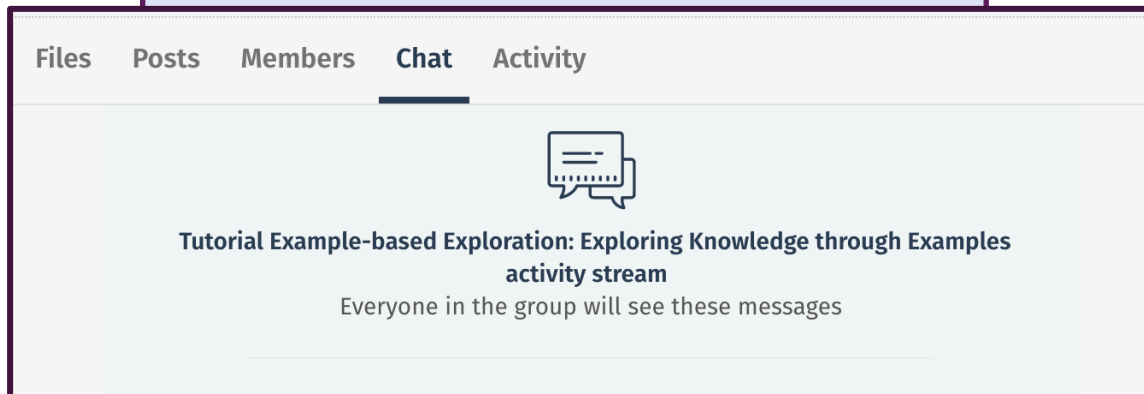 Files Posts Members Chat Activity
Tutorial Example-based Exploration: Exploring Knowledge through Examples
activity stream
Everyone in the group will see these messages